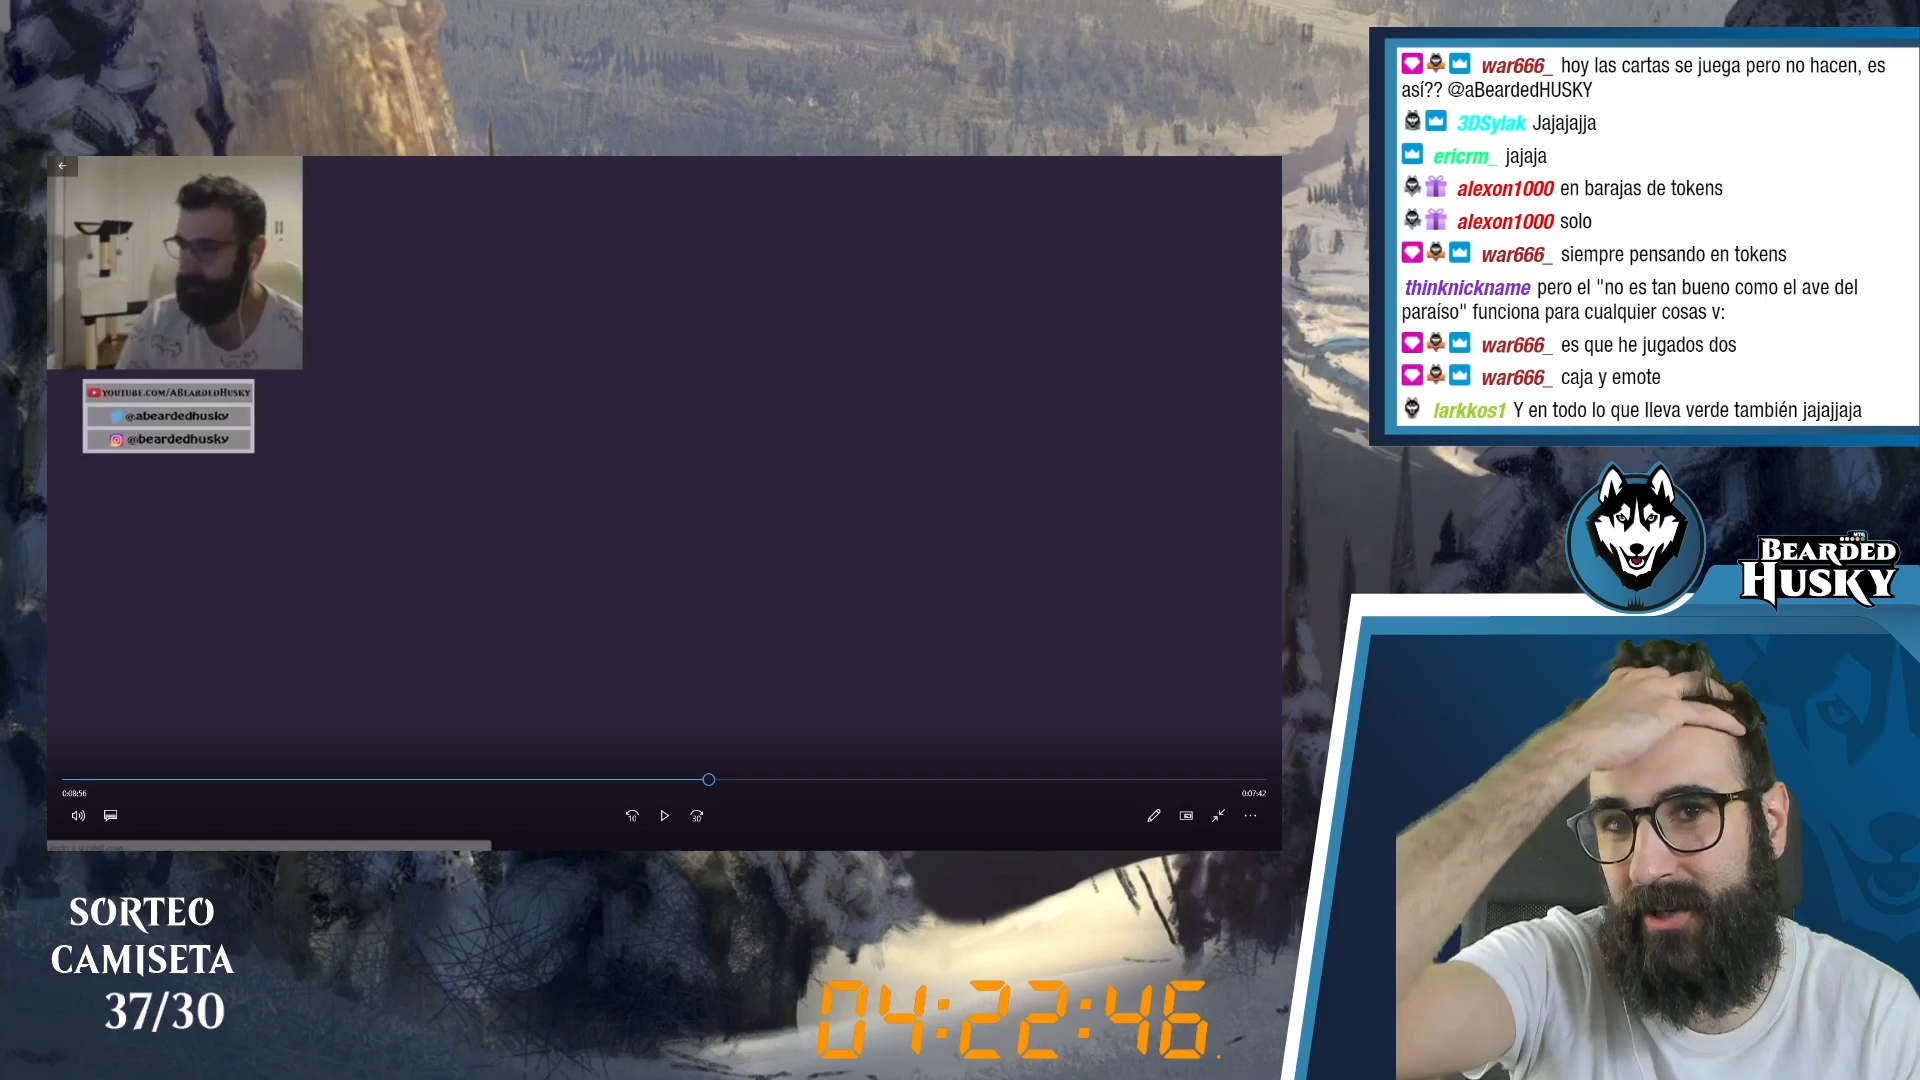 war666_ hoy las cartas se juega pero no hacen, es
así?? @aBeardedHUSKY
3DSylak Jajajajja
ericrm_ jajaja
alexon1000 en barajas de tokens
alexon1000 solo
war666_ siempre pensando en tokens
thinknickname pero el "no es tan bueno como el ave del
paraíso" funciona para cualquier cosas v:
war666_ es que he jugados dos
war666_ caja y emote
larkkos1 Y en todo lo que lleva verde también jajajjaja
YOUTUBE.COM/ABEARDEDHUSKY
@abeardedhusky
@beardedhusky
BEARDED
HUSKY
0:08:56
0:07:42
10
30
SORTEO
CAMISETA
37/30
04:22:46.